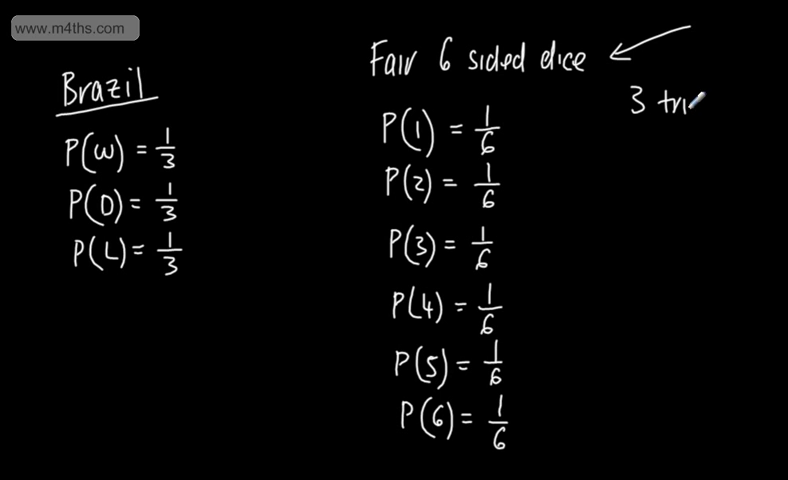 www.m4ths.com
Brazil
P(W) = 1/3
P(D) = 1/3
P(L) = 1/3
Fair 6 sided dice
P(1) = 1/6
P(2) = 1/6
P(3) = 1/6
P(4) = 1/6
P(5) = 1/6
P(6) = 1/6
3 tri